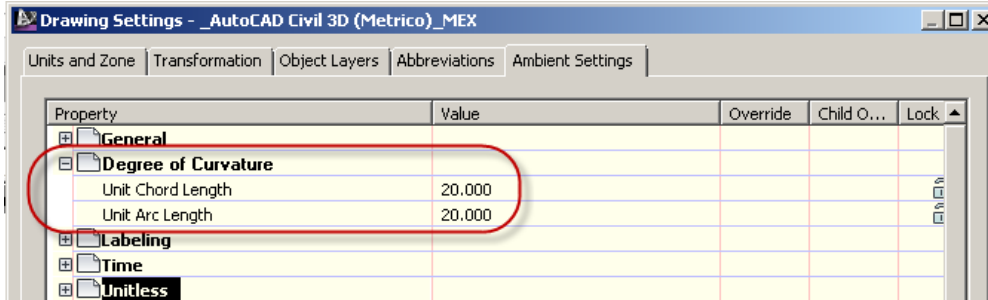 Drawing Settings - _AutoCAD Civil 3D (Metrico)_MEX
Units and Zone Transformation Object Layers Abbreviations Ambient Settings
Property Value Override Child O... Lock
General
Degree of Curvature
Unit Chord Length 20.000
Unit Arc Length 20.000
Labeling
Time
Unitless